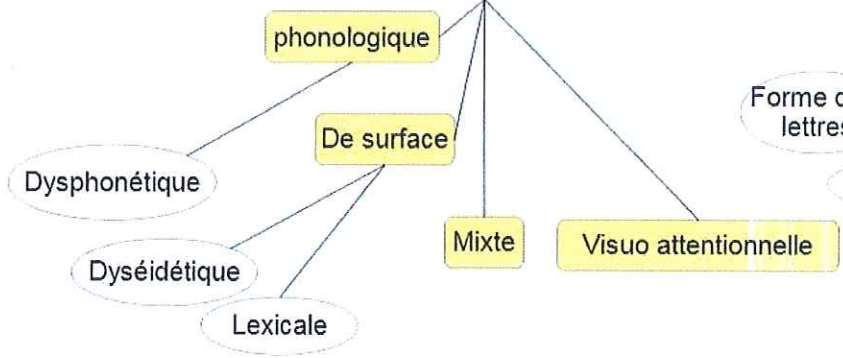 phonologique
Forme d
lettres
De surface
Dysphonétique
Mixte
Visuo attentionnelle
Dyséidétique
Lexicale